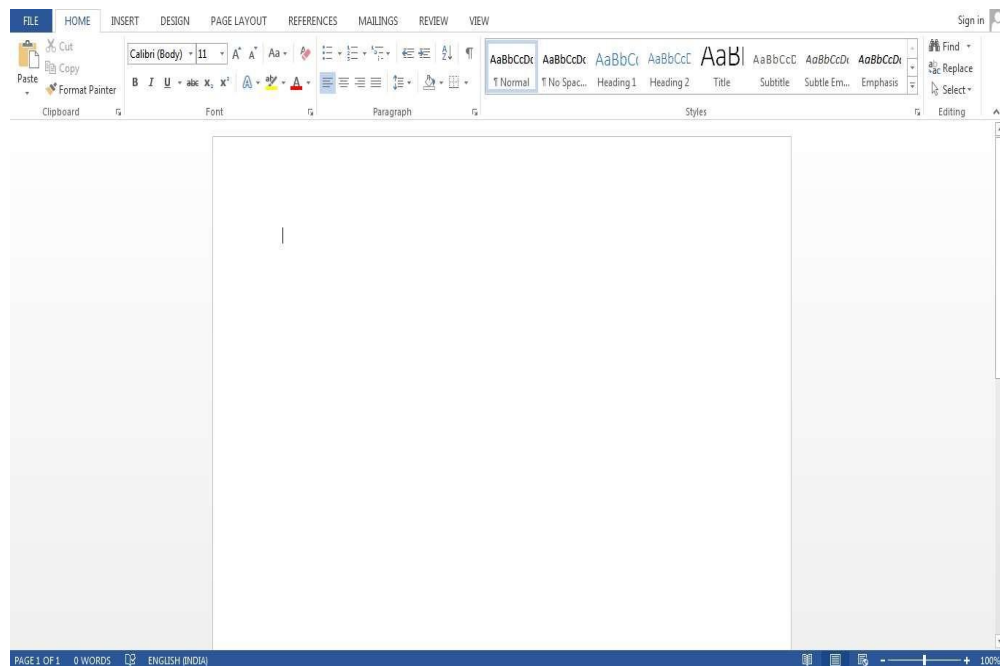 FILE HOME INSERT DESIGN PAGE LAYOUT REFERENCES MAILINGS REVIEW VIEW Sign in
Cut
Copy
Format Painter
Paste
Clipboard
Calibri (Body) 11
A A Aa
B I U abc X₂ X² A ab A
Font
Paragraph
AaBbCcDc AaBbCcDc AaBbCc AaBbCcD AaB AaBbCcD AaBbCcDc AaBbCcDc
¶ Normal ¶ No Spac... Heading 1 Heading 2 Title Subtitle Subtle Em... Emphasis
Styles
Find
Replace
Select
Editing
PAGE 1 OF 1 0 WORDS ENGLISH (INDIA) 100%